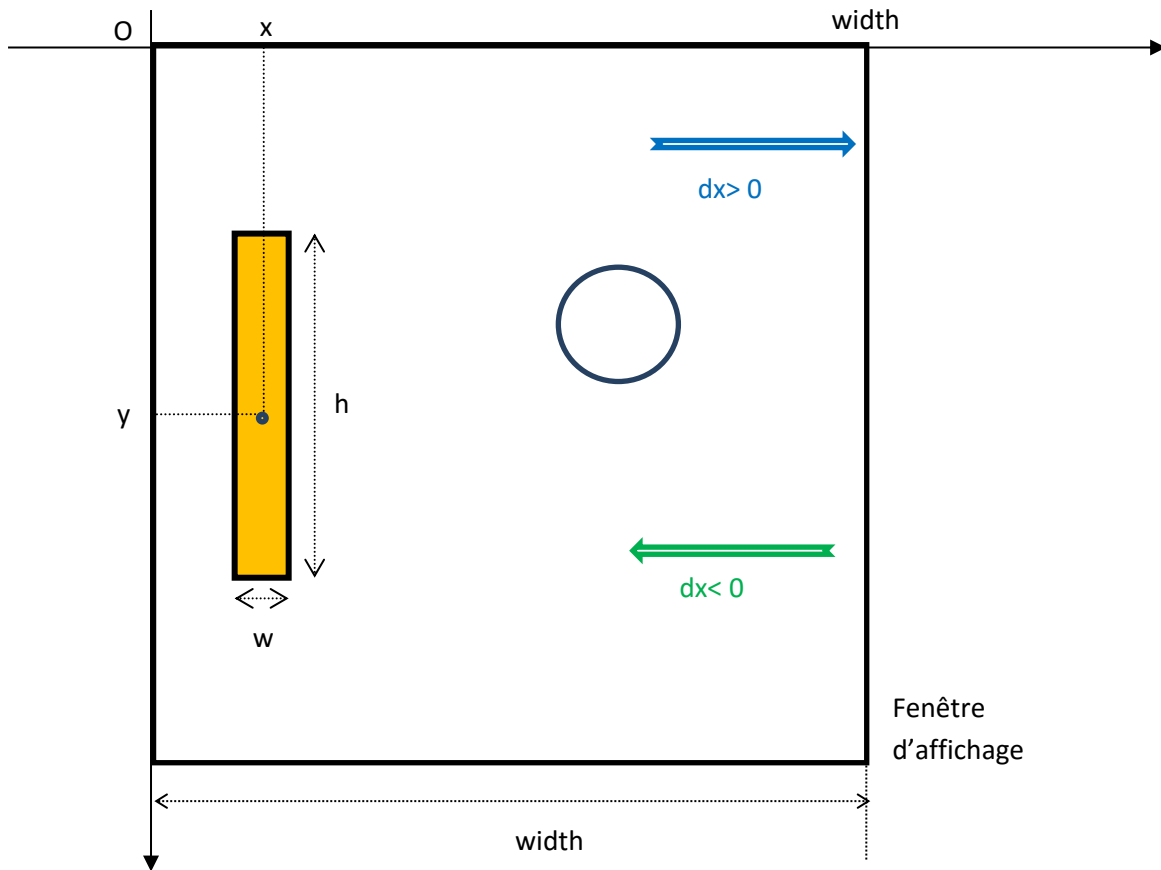 O
x
width
dx> 0
h
y
dx< 0
w
Fenêtre
d’affichage
width